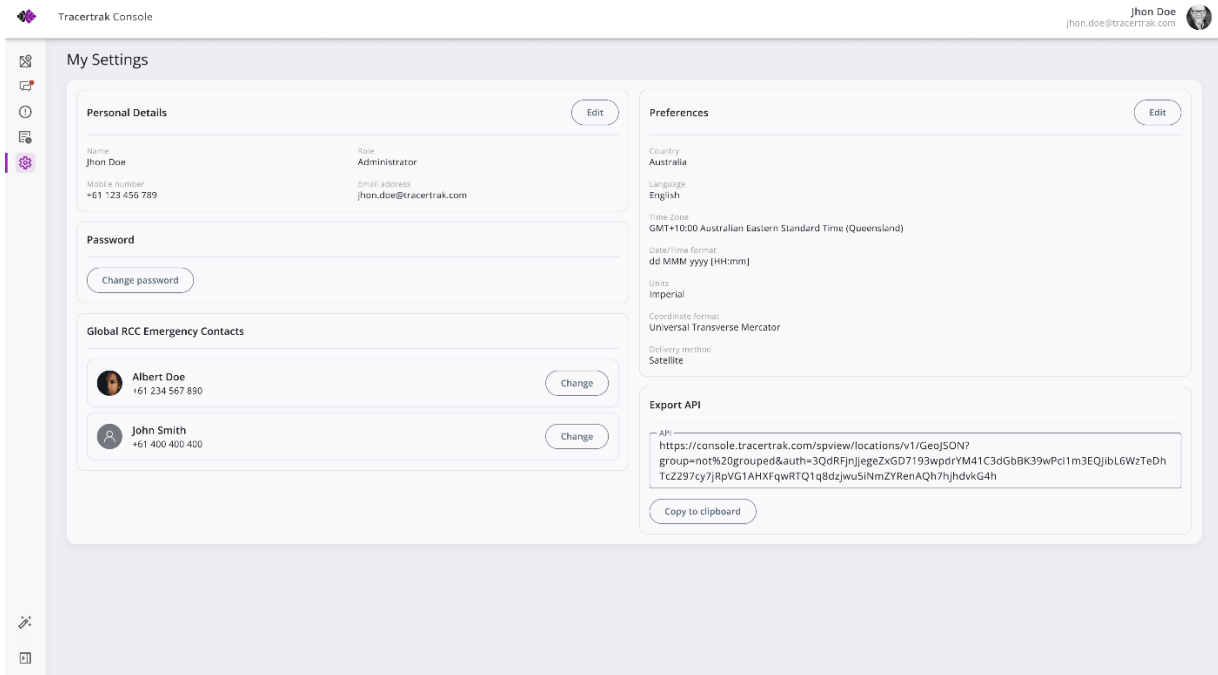 Tracertrak Console
Jhon Doe
jhon.doe@tracertrak.com
My Settings
Personal Details
Edit
Name
Jhon Doe
Role
Administrator
Mobile number
+61 123 456 789
Email address
jhon.doe@tracertrak.com
Password
Change password
Global RCC Emergency Contacts
Albert Doe
+61 234 567 890
Change
John Smith
+61 400 400 400
Change
Preferences
Edit
Country
Australia
Language
English
Time Zone
GMT+10:00 Australian Eastern Standard Time (Queensland)
Date/Time format
dd MMM yyyy [HH:mm]
Units
Imperial
Coordinate format
Universal Transverse Mercator
Delivery method
Satellite
Export API
API
https://console.tracertrak.com/spview/locations/v1/GeoJSON?
group=not%20grouped&auth=3QdRFjnJjegeZxGD7193wpdrYM41C3dGbBK39wPci1m3EQJibL6WzTeDh
TcZ297cy7jRpVG1AHXFqwRTQ1q8dzjwu5iNmZYRenAQh7hjhdvkG4h
Copy to clipboard